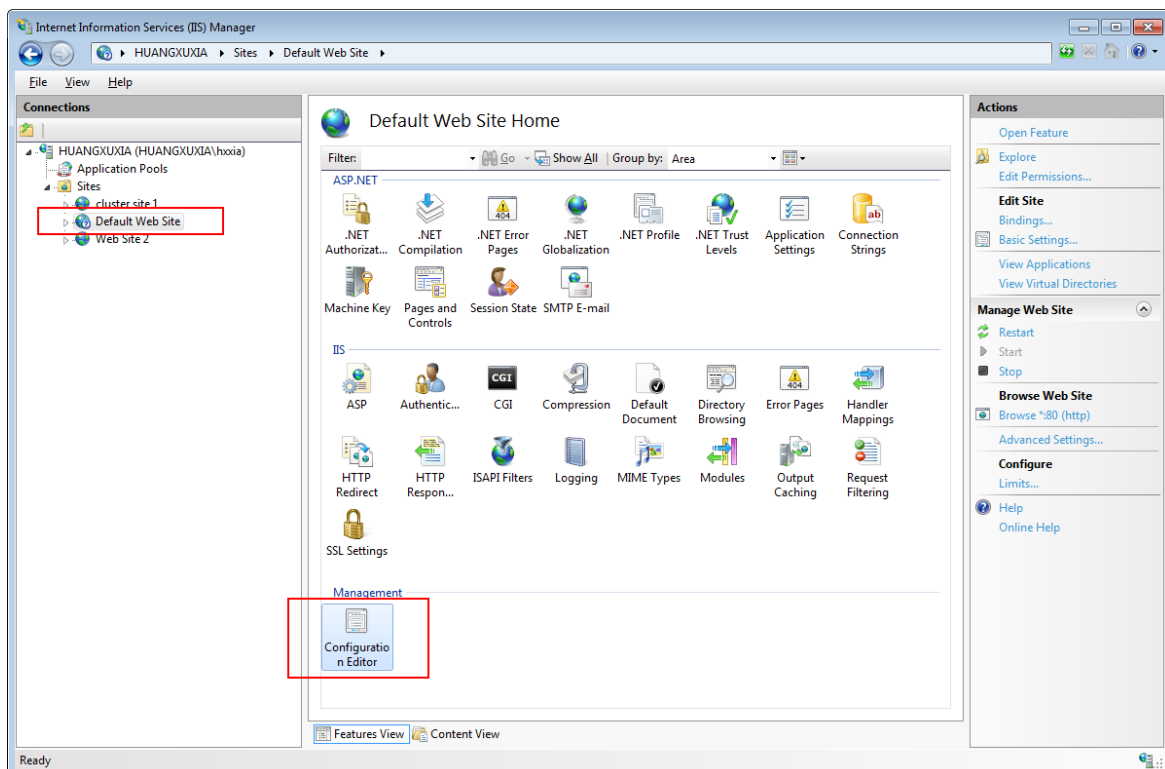 Internet Information Services (IIS) Manager
HUANGXUXIA Sites Default Web Site
File View Help
Connections
HUANGXUXIA (HUANGXUXIA\hxxia)
Application Pools
Sites
cluster site 1
Default Web Site
Web Site 2
Default Web Site Home
Filter: Go Show All Group by: Area
ASP.NET
.NET Authorizat...
.NET Compilation
404
.NET Error Pages
.NET Globalization
.NET Profile
.NET Trust Levels
Application Settings
ab
Connection Strings
Machine Key
Pages and Controls
Session State
SMTP E-mail
IIS
ASP
Authentic...
CGI
CGI
Compression
Default Document
Directory Browsing
404
Error Pages
Handler Mappings
HTTP Redirect
HTTP Respon...
ISAPI Filters
Logging
MIME Types
Modules
Output Caching
Request Filtering
SSL Settings
Management
Configuratio
n Editor
Features View Content View
Actions
Open Feature
Explore
Edit Permissions...
Edit Site
Bindings...
Basic Settings...
View Applications
View Virtual Directories
Manage Web Site
Restart
Start
Stop
Browse Web Site
Browse *:80 (http)
Advanced Settings...
Configure
Limits...
Help
Online Help
Ready